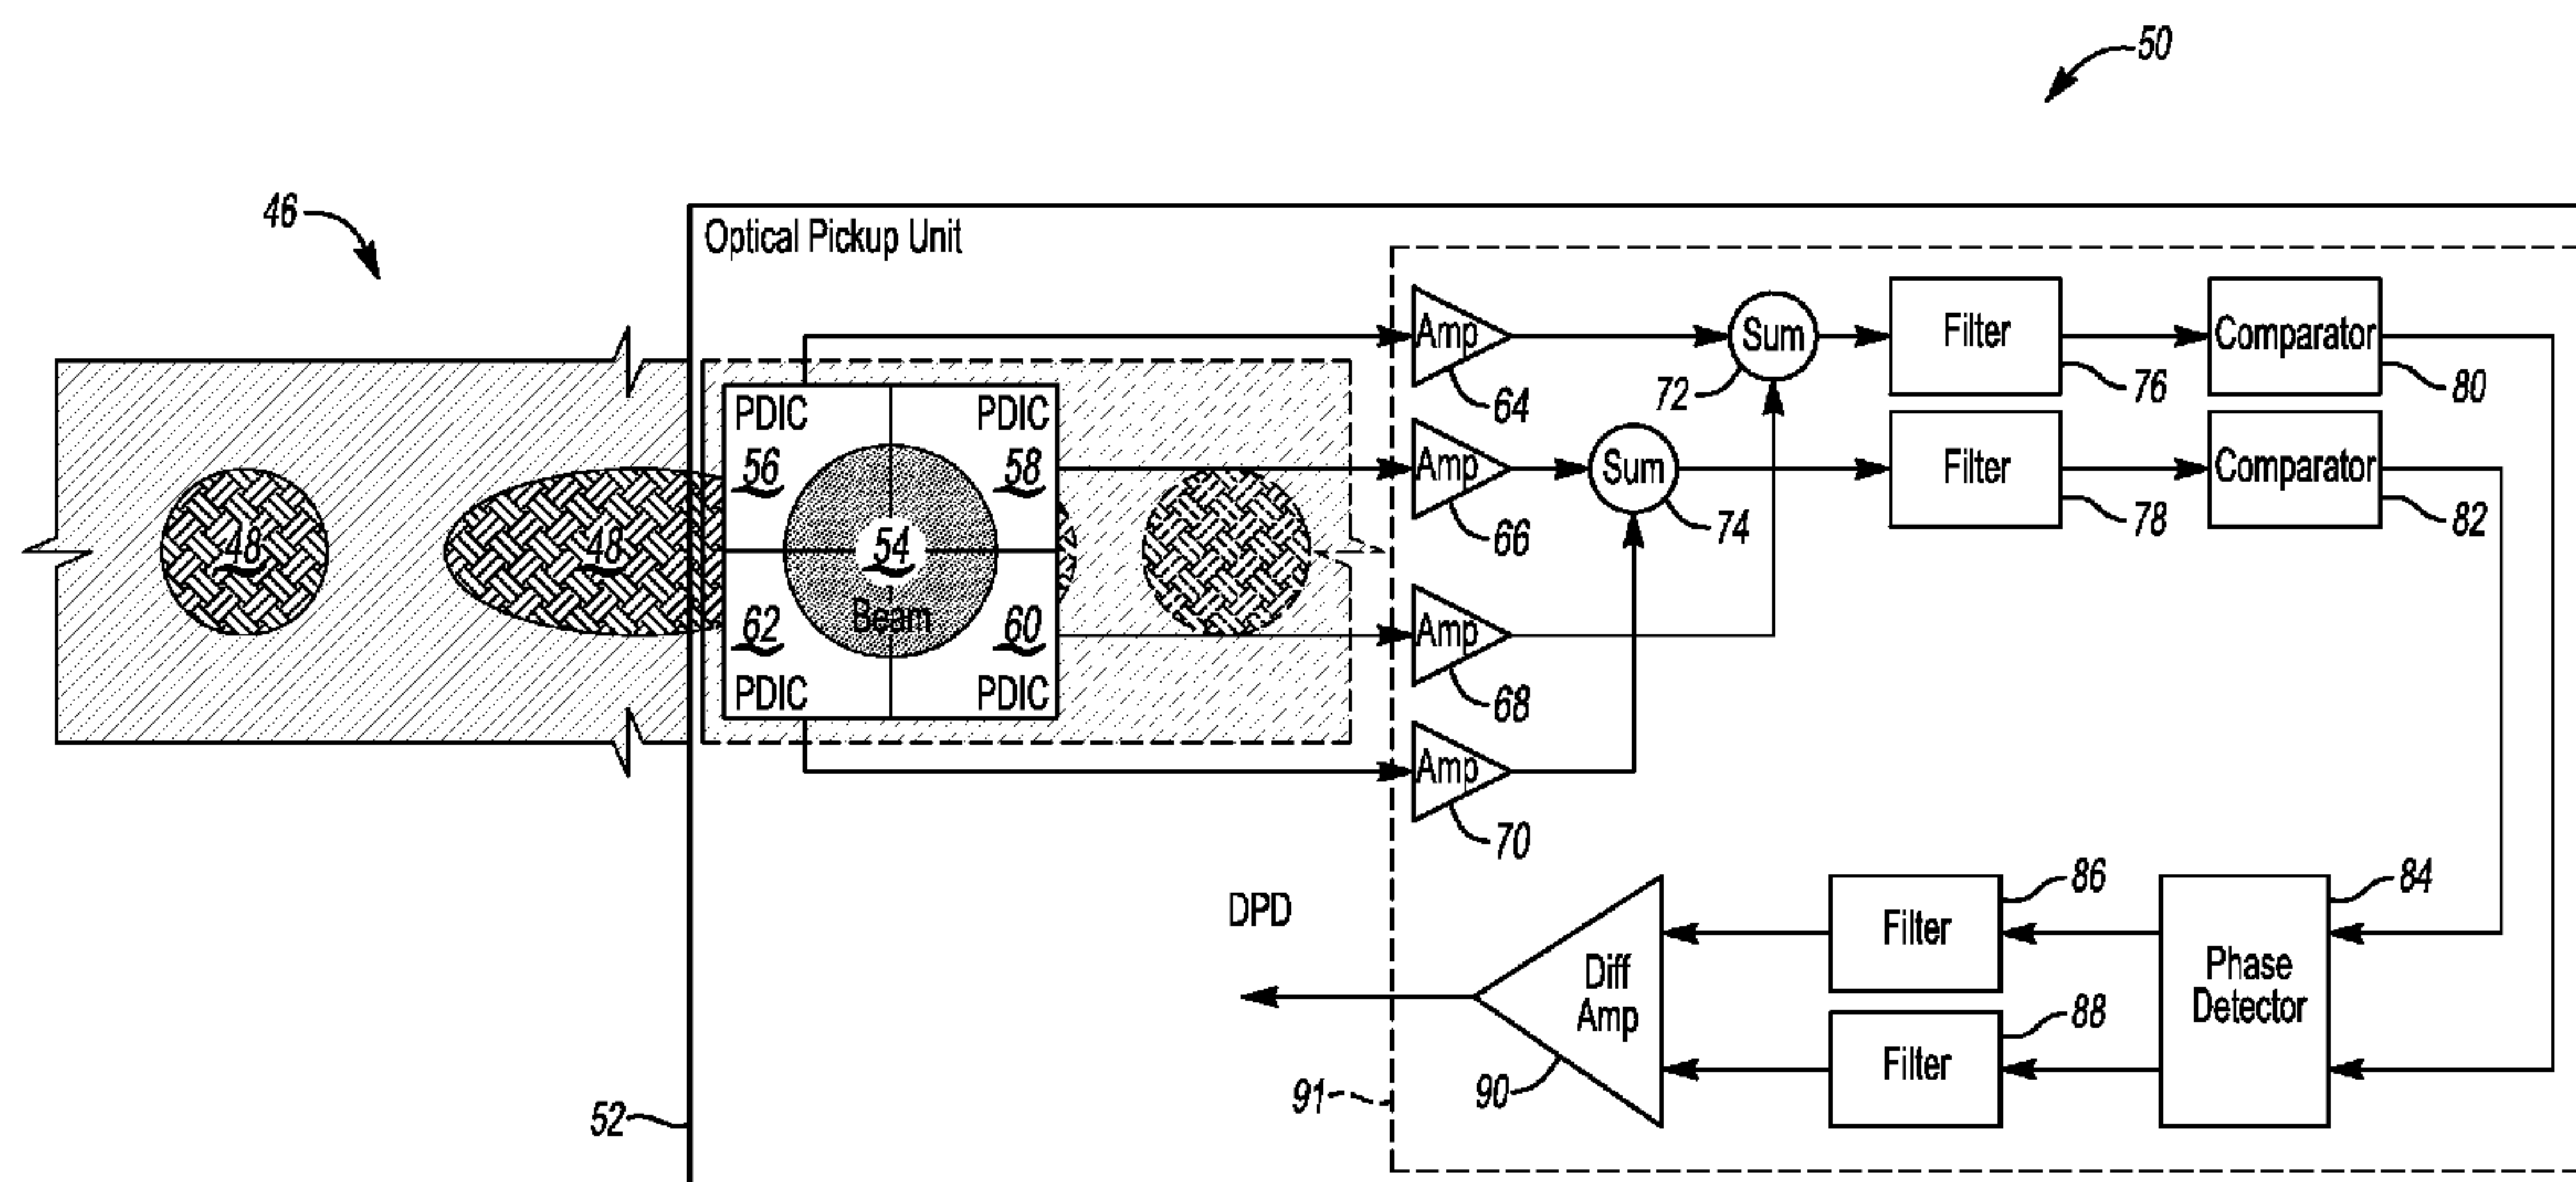 50
46
Optical Pickup Unit
Amp
Sum
Filter
Comparator
64
72
76
80
PDIC
PDIC
56
58
Amp
Sum
Filter
Comparator
66
74
78
82
48
48
54
Beam
62
60
PDIC
PDIC
Amp
68
Amp
70
DPD
86
84
Filter
Diff
Amp
Phase
Detector
88
Filter
90
91
52